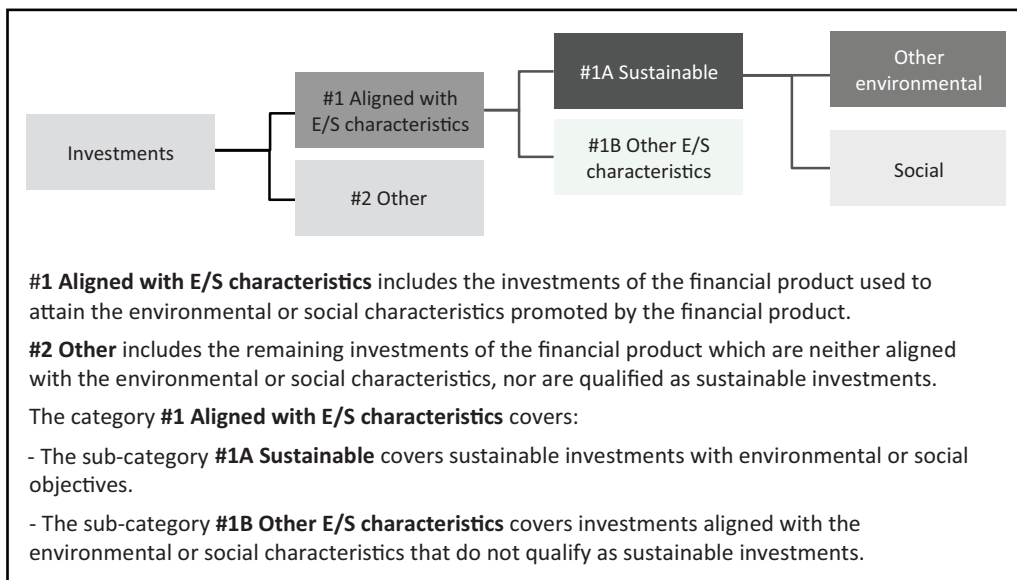 Investments
#1 Aligned with
E/S characteristics
#2 Other
#1A Sustainable
#1B Other E/S
characteristics
Other
environmental
Social
#1 Aligned with E/S characteristics includes the investments of the financial product used to
attain the environmental or social characteristics promoted by the financial product.
#2 Other includes the remaining investments of the financial product which are neither aligned
with the environmental or social characteristics, nor are qualified as sustainable investments.
The category #1 Aligned with E/S characteristics covers:
- The sub-category #1A Sustainable covers sustainable investments with environmental or social
objectives.
- The sub-category #1B Other E/S characteristics covers investments aligned with the
environmental or social characteristics that do not qualify as sustainable investments.